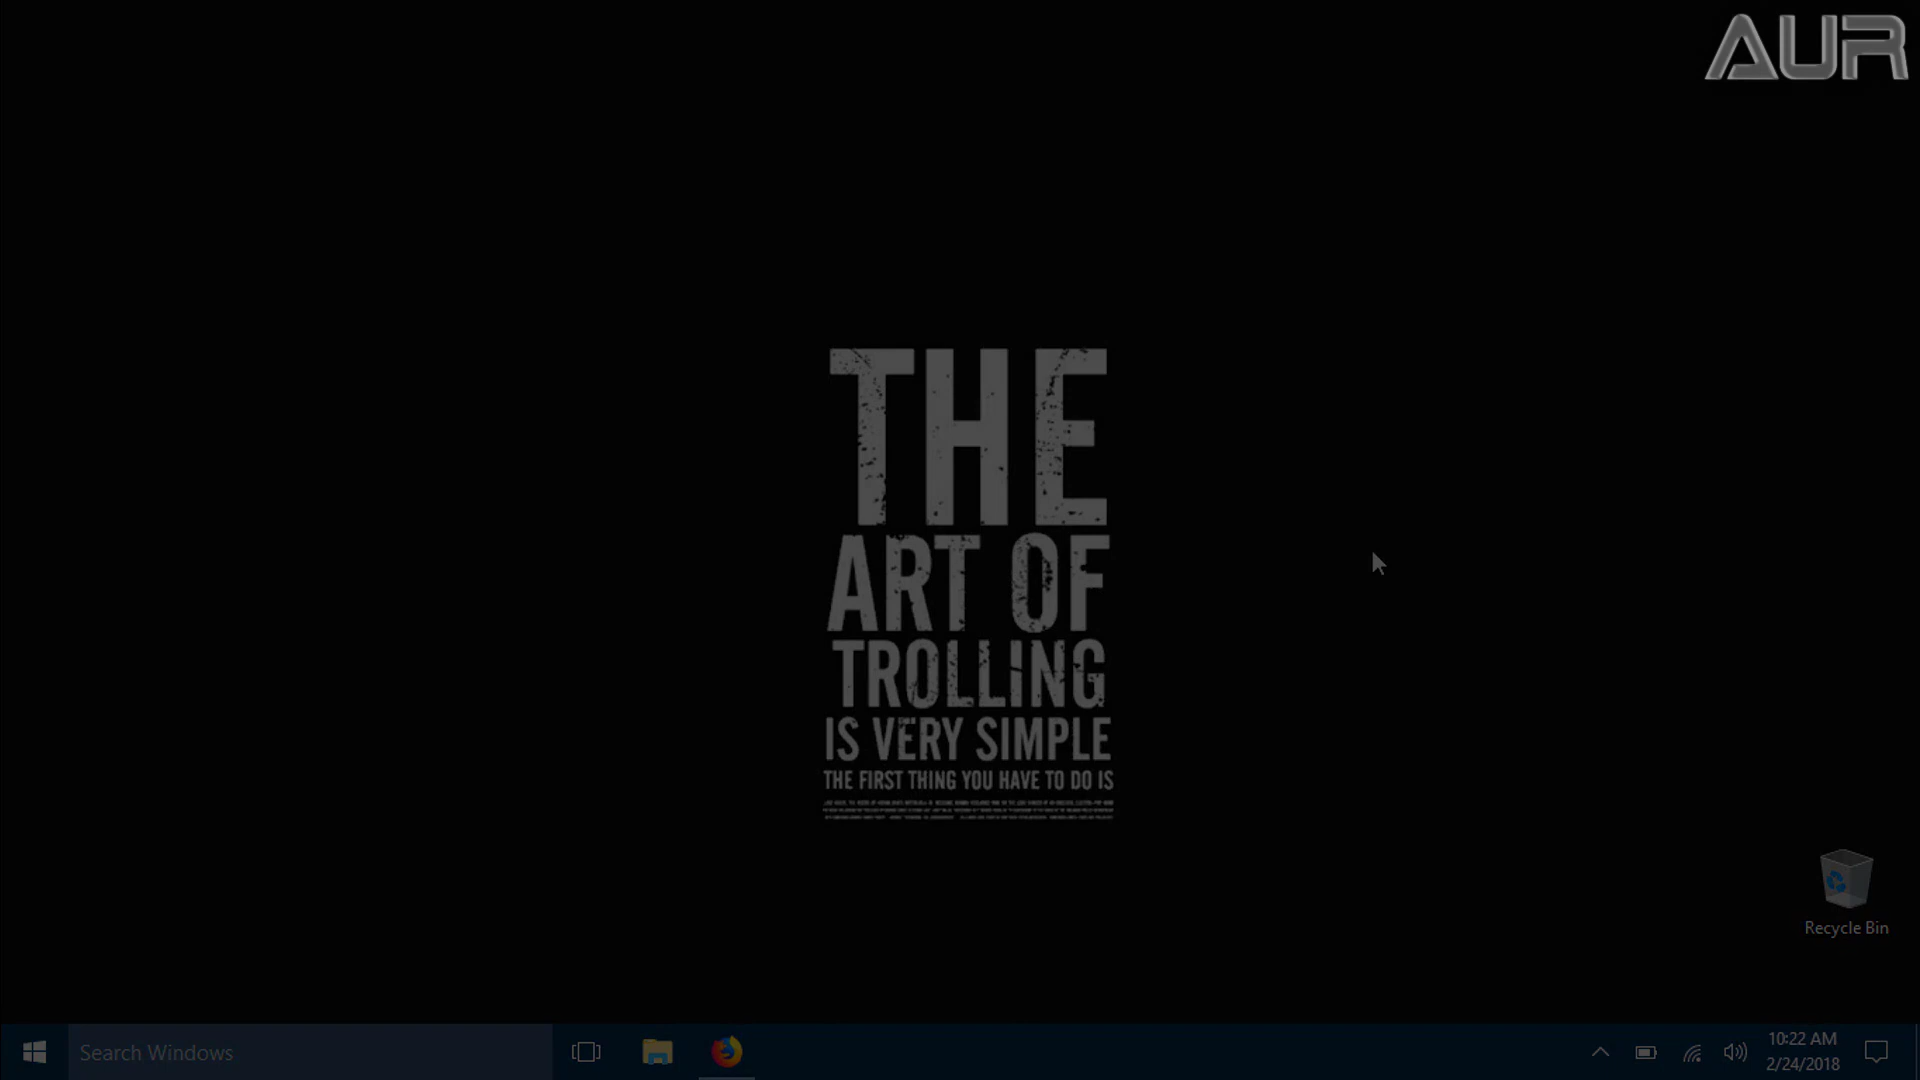 AUR
THE
ART OF
TROLLING
IS VERY SIMPLE
THE FIRST THING YOU HAVE TO DO IS
Recycle Bin
Search Windows
10:22 AM
2/24/2018